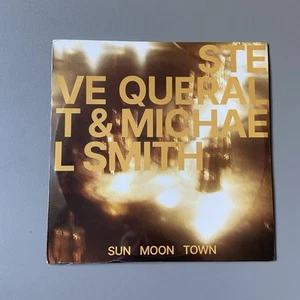 STE
VE QUERAL
T & MICHAE
L SMITH
SUN MOON TOWN